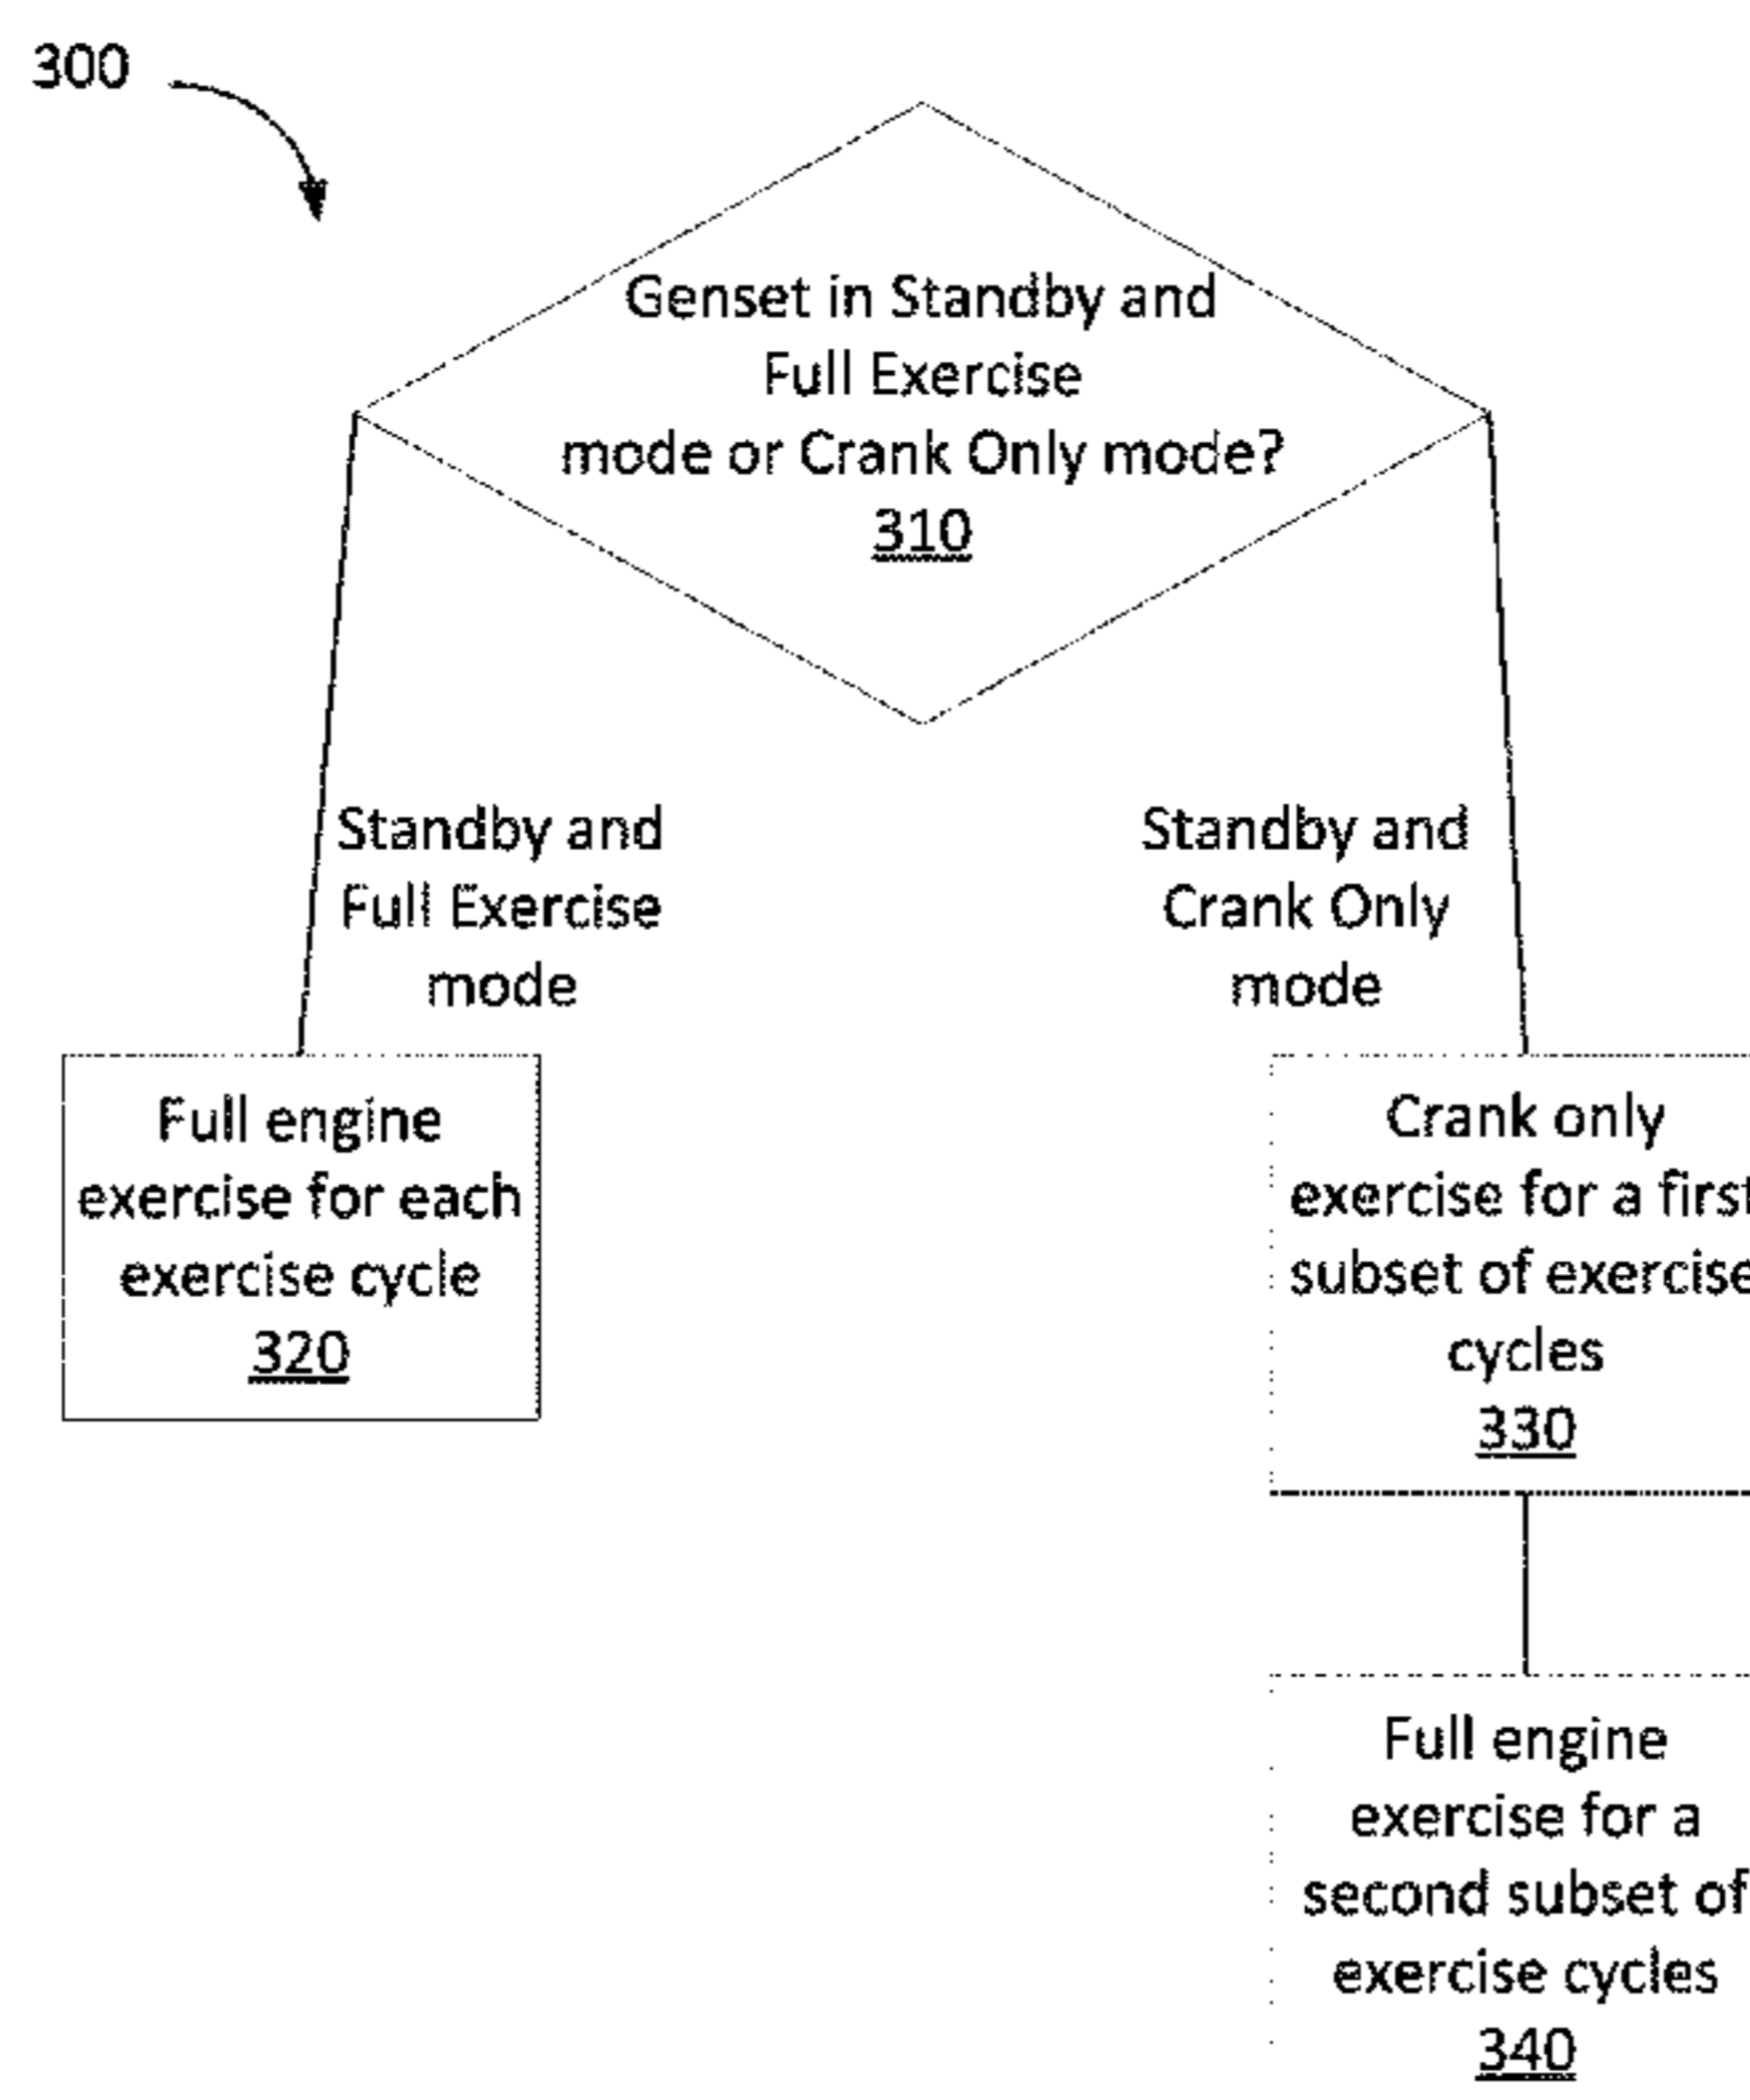 300
Genset in Standby and
Full Exercise
mode or Crank Only mode?
310
Standby and
Full Exercise
mode
Standby and
Crank Only
mode
Full engine
exercise for each
exercise cycle
320
Crank only
exercise for a first
subset of exercise
cycles
330
Full engine
exercise for a
second subset of
exercise cycles
340